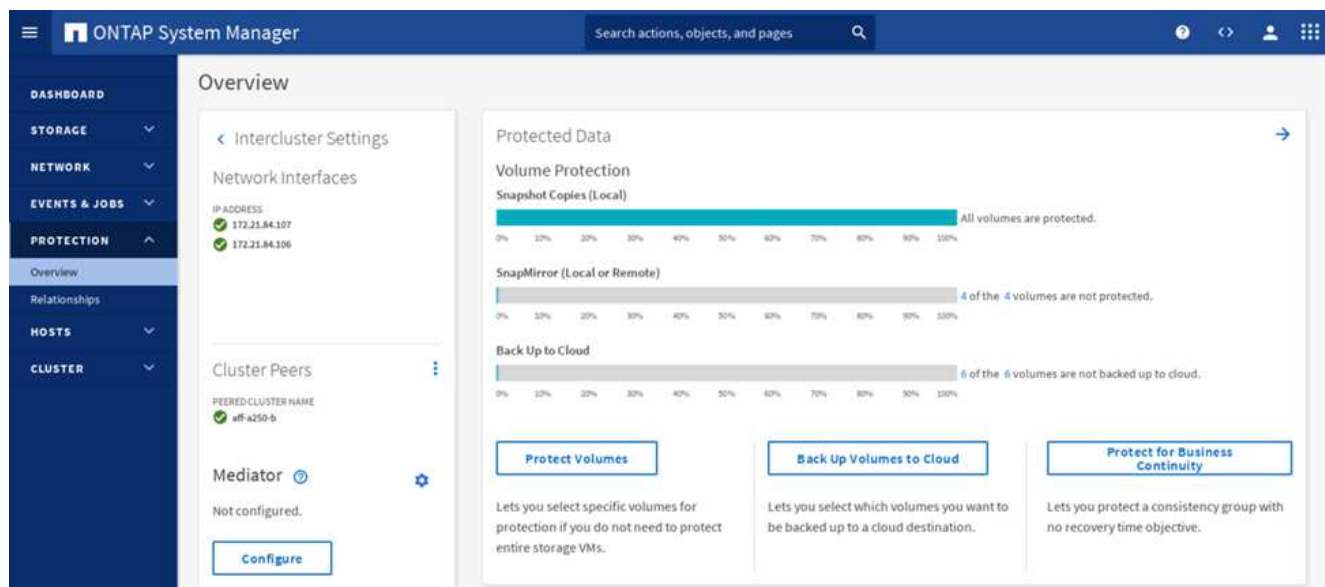 ONTAP System Manager
Search actions, objects, and pages
DASHBOARD
STORAGE
NETWORK
EVENTS & JOBS
PROTECTION
Overview
Relationships
HOSTS
CLUSTER
Overview
Intercluster Settings
Network Interfaces
IP ADDRESS
172.21.84.107
172.21.84.106
Cluster Peers
PEERED CLUSTER NAME
aff-a250-b
Mediator
Not configured.
Configure
Protected Data
Volume Protection
Snapshot Copies (Local)
All volumes are protected.
0% 10% 20% 30% 40% 50% 60% 70% 80% 90% 100%
SnapMirror (Local or Remote)
4 of the 4 volumes are not protected.
0% 10% 20% 30% 40% 50% 60% 70% 80% 90% 100%
Back Up to Cloud
6 of the 6 volumes are not backed up to cloud.
0% 10% 20% 30% 40% 50% 60% 70% 80% 90% 100%
Protect Volumes
Lets you select specific volumes for
protection if you do not need to protect
entire storage VMs.
Back Up Volumes to Cloud
Lets you select which volumes you want to
be backed up to a cloud destination.
Protect for Business
Continuity
Lets you protect a consistency group with
no recovery time objective.